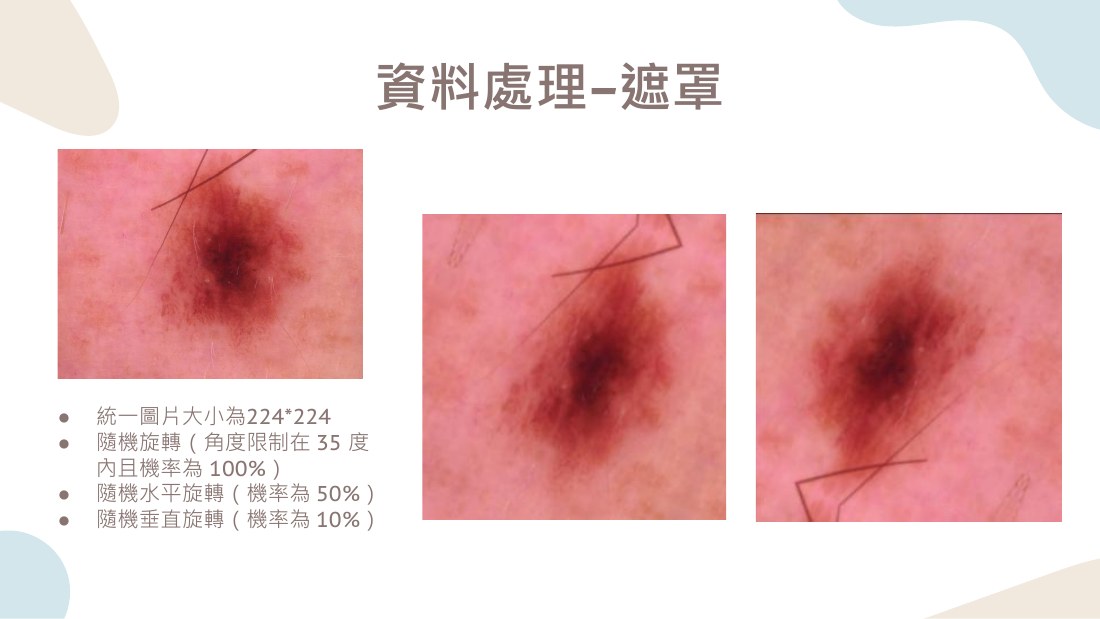 資料處理–遮罩
● 統一圖片大小為224*224
● 隨機旋轉（角度限制在 35 度
內且機率為 100%）
● 隨機水平旋轉（機率為 50%）
● 隨機垂直旋轉（機率為 10%）